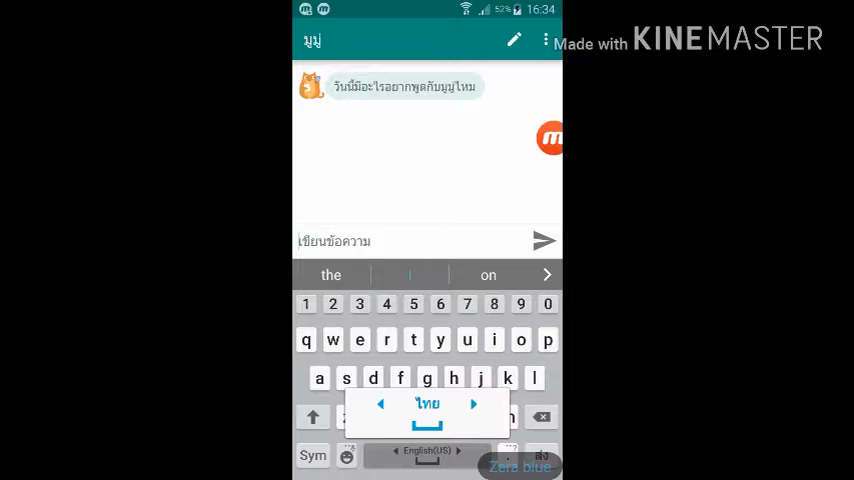 52% 16:34
มูมู่
Made with KINEMASTER
วันนี้มีอะไรอยากพูดกับมูมู่ไหม
เขียนข้อความ
the I on
1 2 3 4 5 6 7 8 9 0
q w e r t y u i o p
a s d f g h j k l
ไทย
Sym English(US) . ส่ง
Zera blue